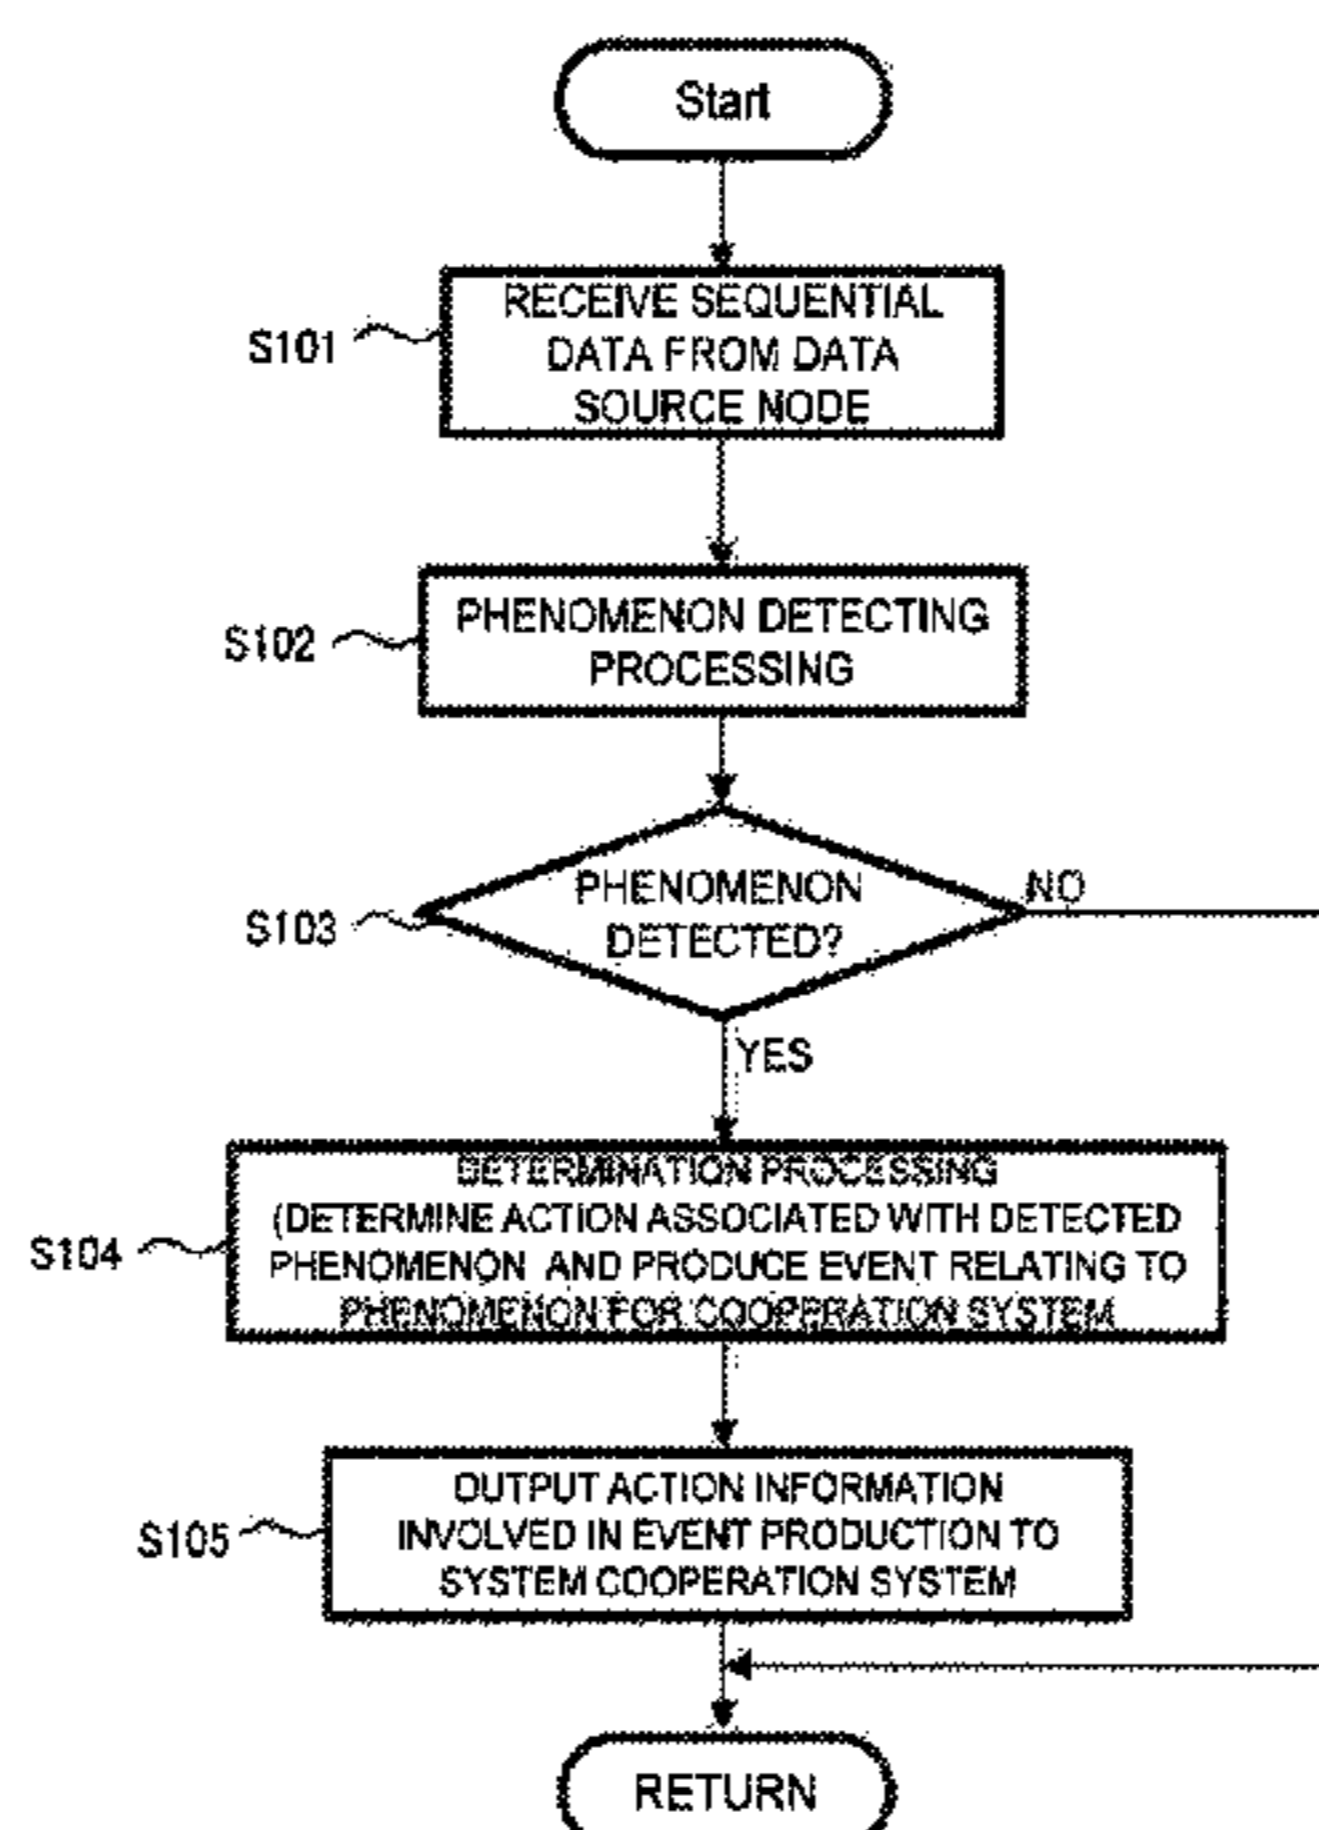 Start
S101
RECEIVE SEQUENTIAL
DATA FROM DATA
SOURCE NODE
S102
PHENOMENON DETECTING
PROCESSING
S103
PHENOMENON
DETECTED?
NO
YES
S104
DETERMINATION PROCESSING
(DETERMINE ACTION ASSOCIATED WITH DETECTED
PHENOMENON AND PRODUCE EVENT RELATING TO
PHENOMENON FOR COOPERATION SYSTEM
S105
OUTPUT ACTION INFORMATION
INVOLVED IN EVENT PRODUCTION TO
SYSTEM COOPERATION SYSTEM
RETURN